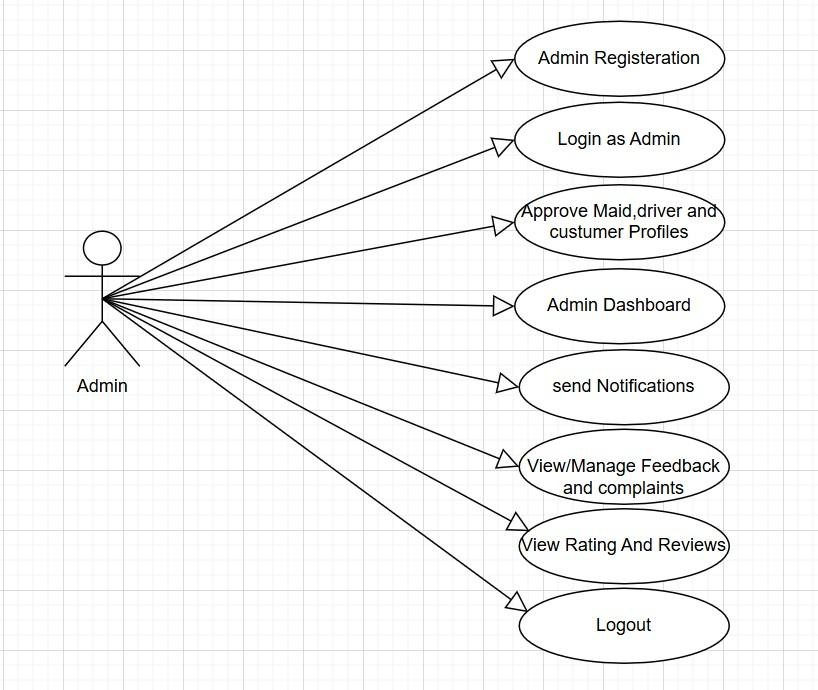 Admin Registeration
Login as Admin
Approve Maid,driver and
custumer Profiles
Admin Dashboard
send Notifications
Admin
View/Manage Feedback
and complaints
View Rating And Reviews
Logout